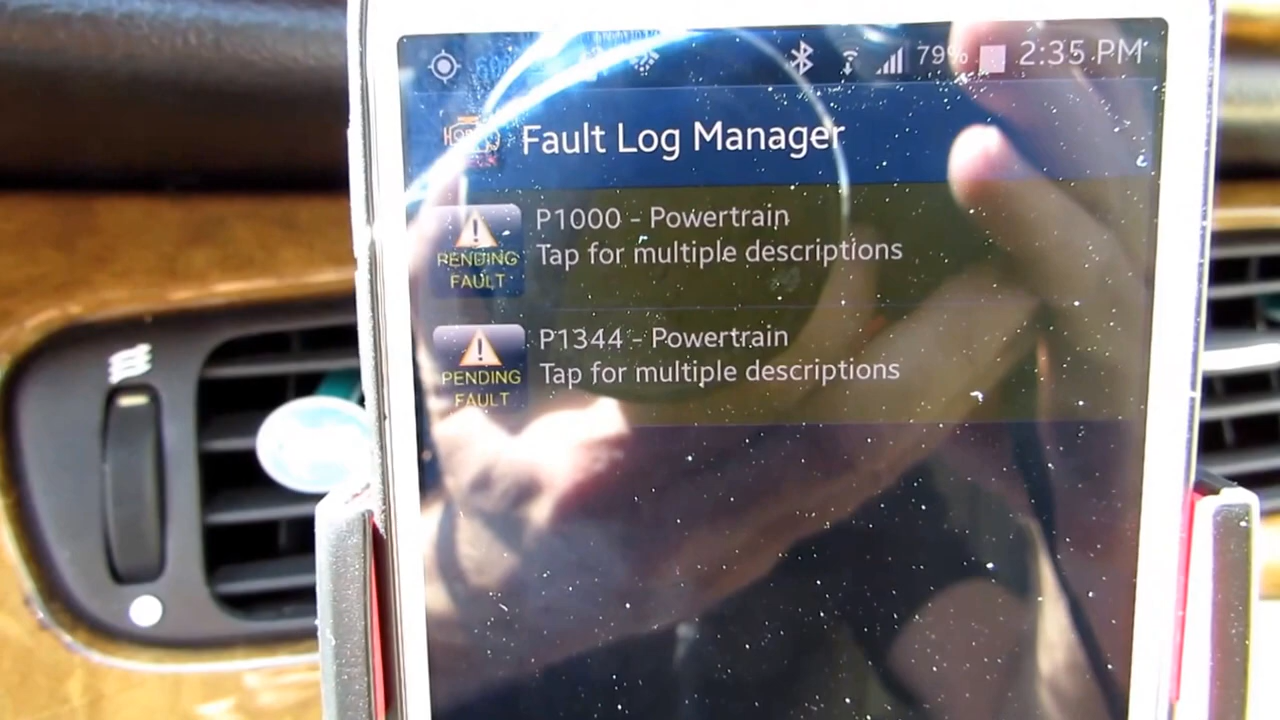 79% 2:35 PM
Fault Log Manager
P1000 - Powertrain
Tap for multiple descriptions
PENDING
FAULT
P1344 - Powertrain
Tap for multiple descriptions
PENDING
FAULT